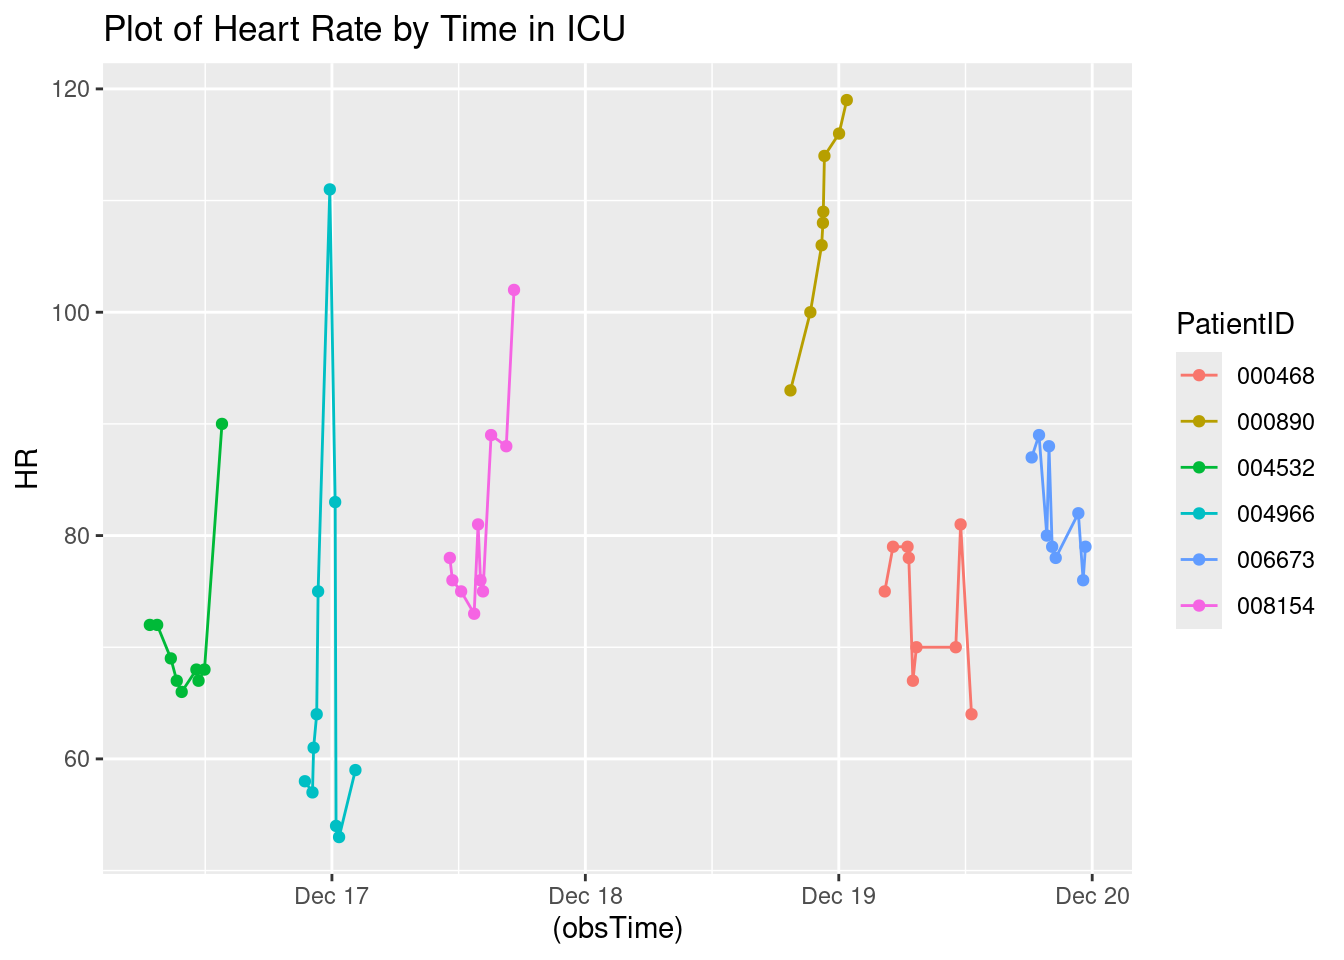 Plot of Heart Rate by Time in ICU
120
100
80
60
HR
Dec 17
Dec 18
Dec 19
Dec 20
(obsTime)
PatientID
000468
000890
004532
004966
006673
008154